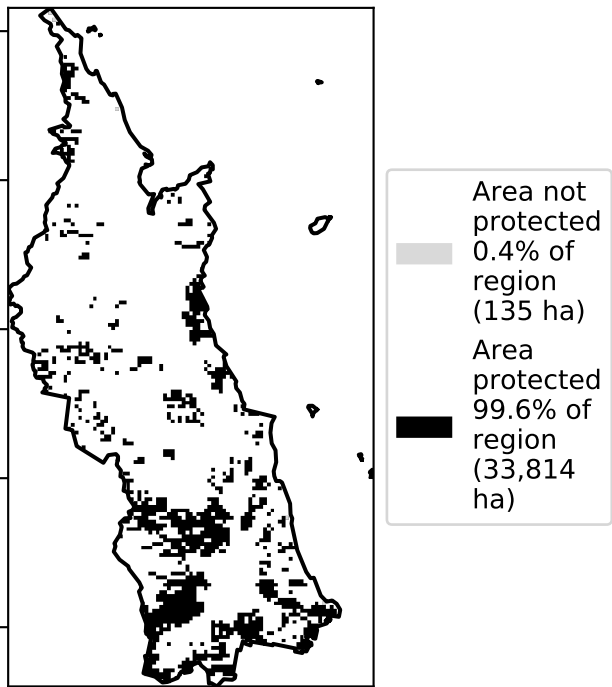 Area not
protected
0.4% of
region
(135 ha)
Area
protected
99.6% of
region
(33,814
ha)